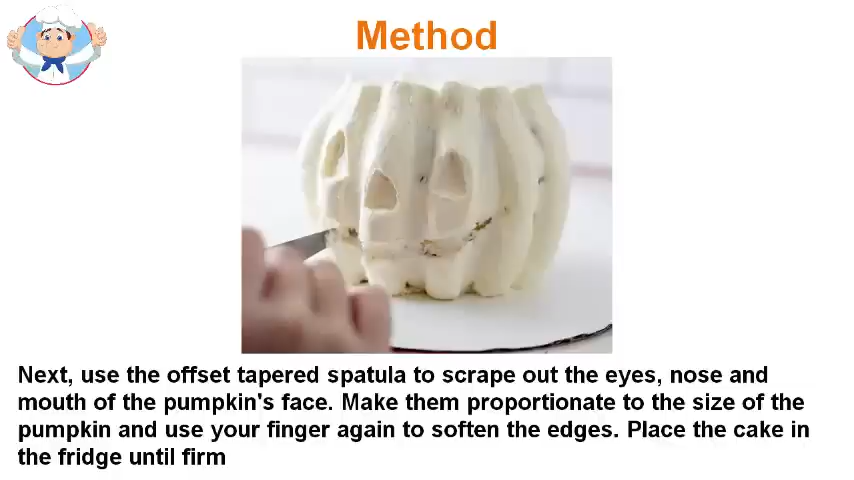 Method
Next, use the offset tapered spatula to scrape out the eyes, nose and
mouth of the pumpkin's face. Make them proportionate to the size of the
pumpkin and use your finger again to soften the edges. Place the cake in
the fridge until firm